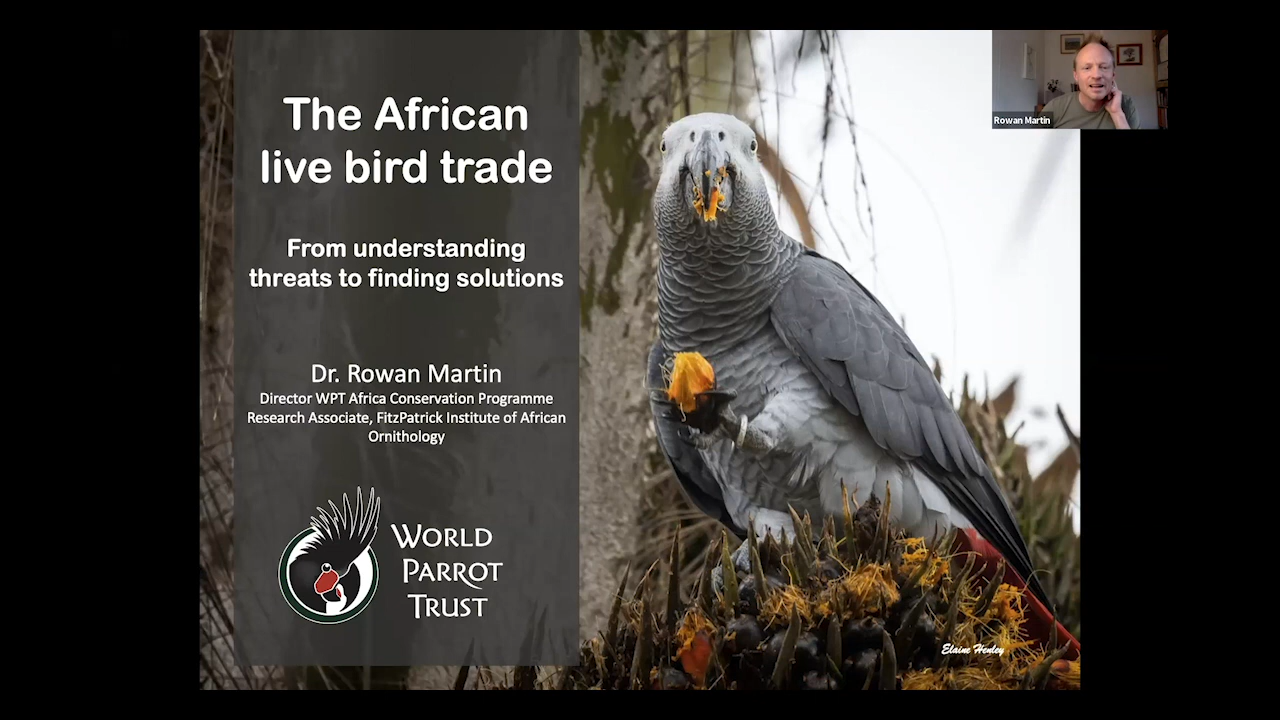 The African
live bird trade
From understanding
threats to finding solutions
Dr. Rowan Martin
Director WPT Africa Conservation Programme
Research Associate, FitzPatrick Institute of African
Ornithology
WORLD
PARROT
TRUST
Rowan Martin
Elaine Henley